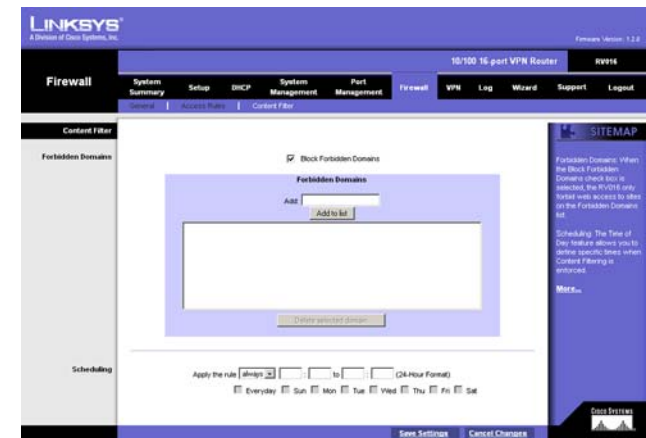 LINKSYS®
A Division of Cisco Systems, Inc.
Firmware Version: 1.2.0
10/100 16-port VPN Router
RV016
Firewall
System Summary
Setup
DHCP
System Management
Port Management
Firewall
VPN
Log
Wizard
Support
Logout
General | Access Rules | Content Filter
Content Filter
SITEMAP
Forbidden Domains
Block Forbidden Domains
Forbidden Domains
Add:
Add to list
Delete selected domain
Forbidden Domains: When
the Block Forbidden
Domains check box is
selected, the RV016 only
forbid web access to sites
on the Forbidden Domains
list.
Scheduling: The Time of
Day feature allows you to
define specific times when
Content Filtering is
enforced.
More...
Scheduling
Apply the rule always : to : (24-Hour Format)
Everyday Sun Mon Tue Wed Thu Fri Sat
Save Settings
Cancel Changes
CISCO SYSTEMS